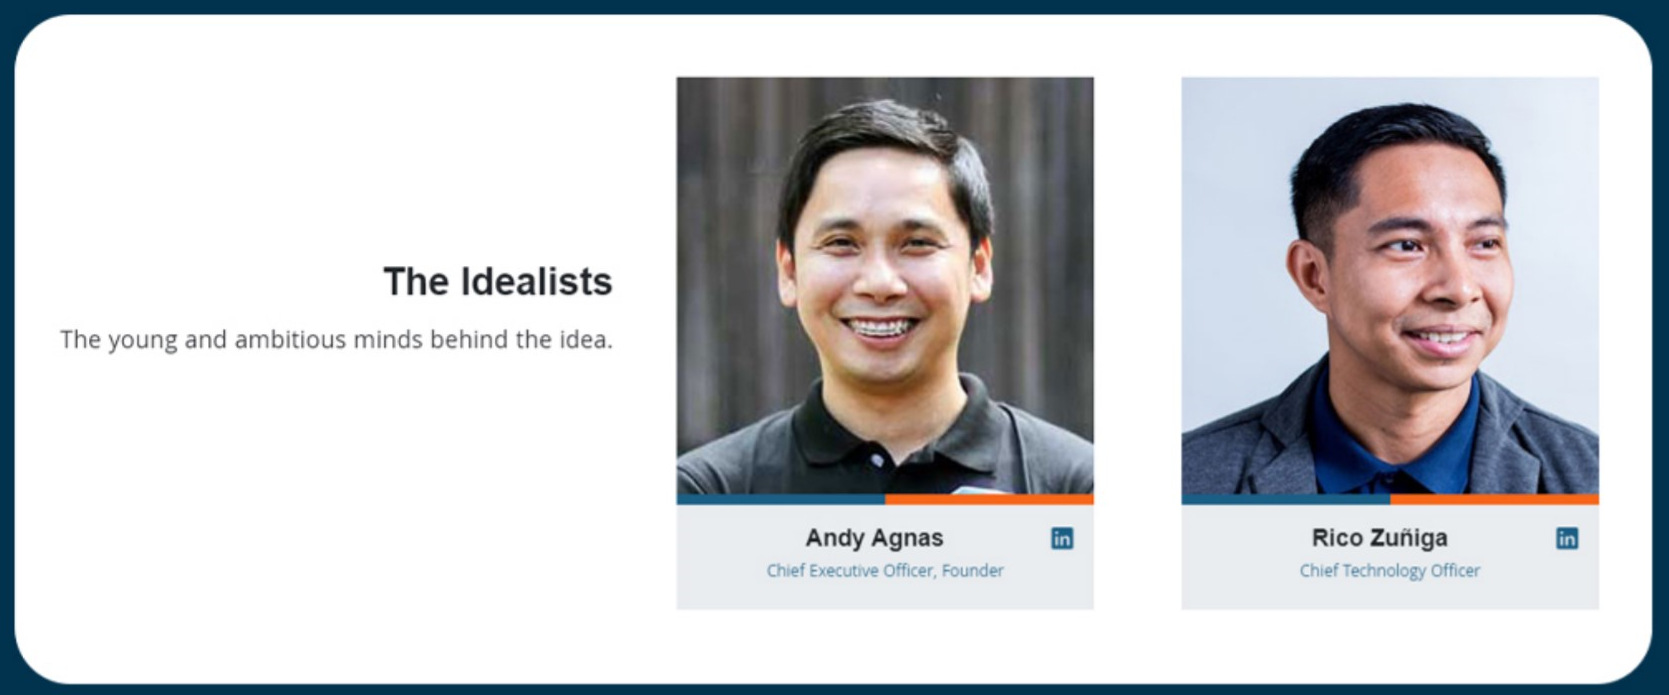 The Idealists
The young and ambitious minds behind the idea.
Andy Agnas
in
Chief Executive Officer, Founder
Rico Zuñiga
in
Chief Technology Officer